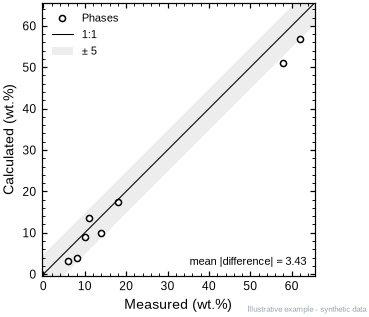 Phases
1:1
± 5
60
50
40
30
20
10
0
Calculated (wt.%)
mean |difference| = 3.43
0 10 20 30 40 50 60
Measured (wt.%)
Illustrative example - synthetic data